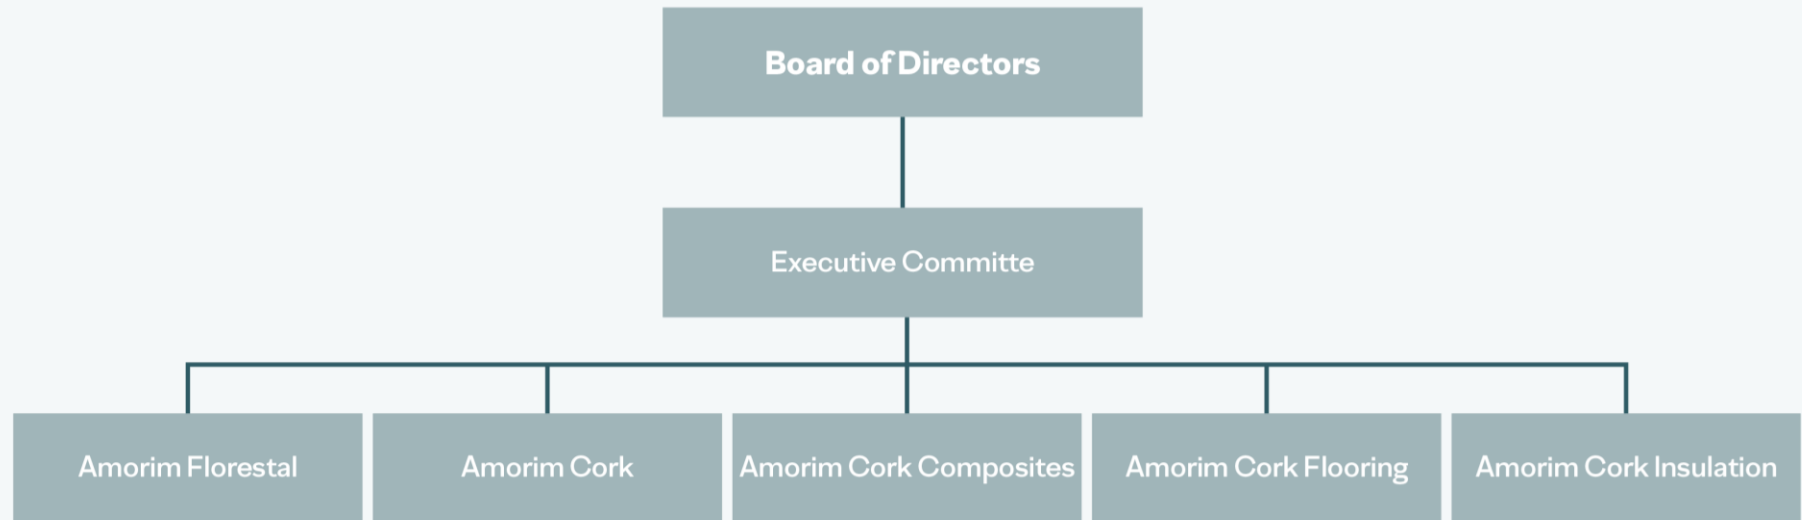 Board of Directors
Executive Committe
Amorim Florestal
Amorim Cork
Amorim Cork Composites
Amorim Cork Flooring
Amorim Cork Insulation